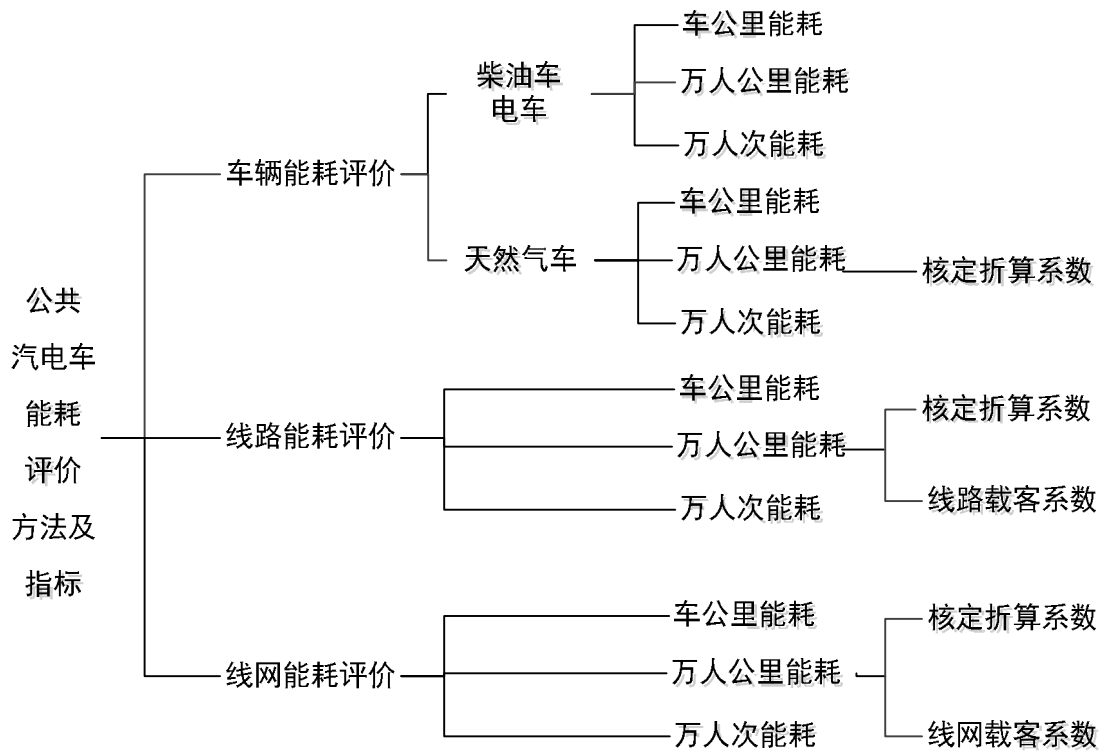 公共
汽电车
能耗
评价
方法及
指标
车辆能耗评价
柴油车
电车
车公里能耗
万人公里能耗
万人次能耗
天然气车
车公里能耗
万人公里能耗
万人次能耗
核定折算系数
线路能耗评价
车公里能耗
万人公里能耗
万人次能耗
核定折算系数
线路载客系数
线网能耗评价
车公里能耗
万人公里能耗
万人次能耗
核定折算系数
线网载客系数